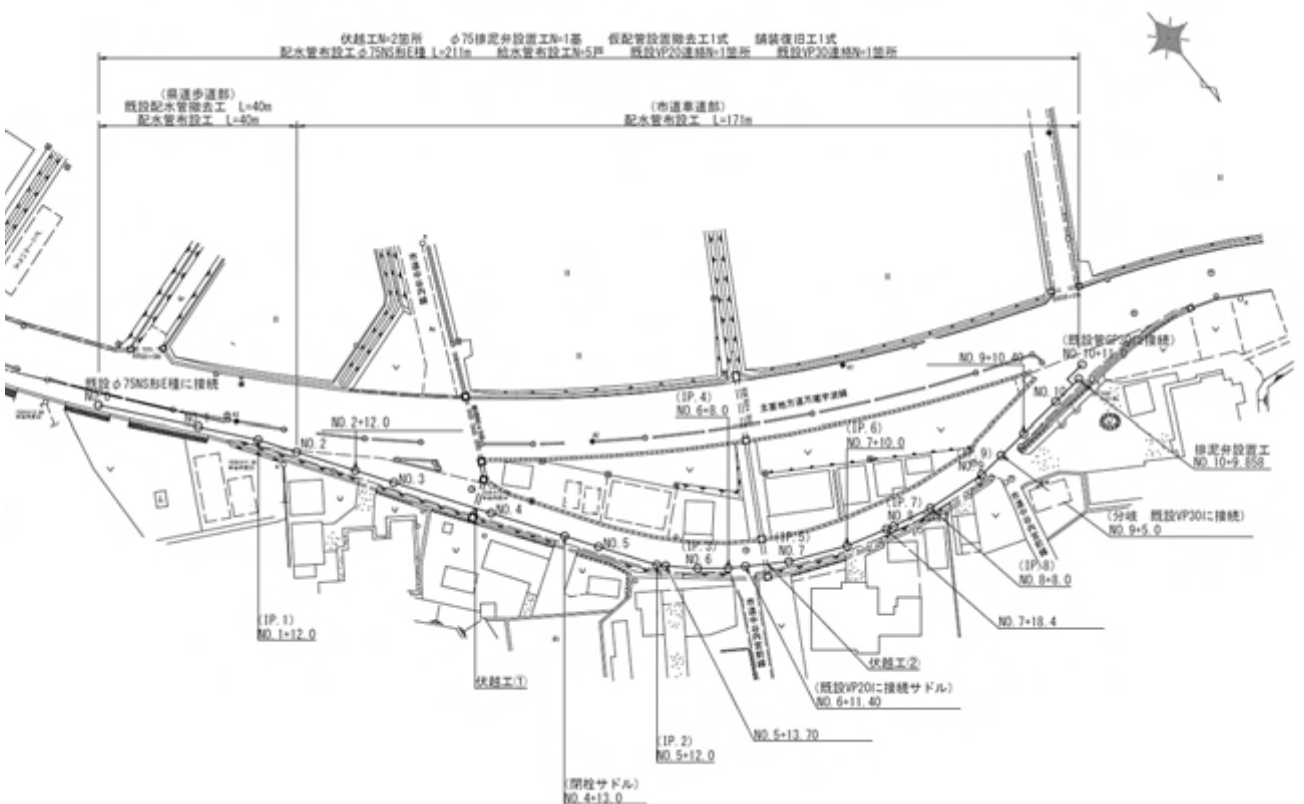 伏越工N=2箇所　φ75排泥弁設置工N=1基　仮配管設置撤去工1式　舗装復旧工1式
配水管布設工φ75NS形E種 L=211m　給水管布設工N=5戸　既設VP20連絡N=1箇所　既設VP30連絡N=1箇所
(県道歩道部)
既設配水管撤去工 L=40m
配水管布設工 L=40m
(市道車道部)
配水管布設工 L=171m
既設φ75NS形E種に接続
NO.2
NO.2+12.0
NO.3
NO.4
NO.5
(IP.4)
NO.6+8.0
主要地方道
NO.9+10.40
NO.10+15.0
NO.10
(IP.6)
NO.7+10.0
排泥弁設置工
NO.10+9.858
(分岐 既設VP30に接続)
NO.9+5.0
(IP.7)
(IP.3)
NO.6
(IP.5)
NO.7
(IP.8)
NO.8+8.0
NO.7+18.4
(IP.1)
NO.1+12.0
伏越工①
伏越工②
(既設VP20に接続サドル)
NO.6+11.40
NO.5+13.70
(IP.2)
NO.5+12.0
(閉栓サドル)
NO.4+13.0